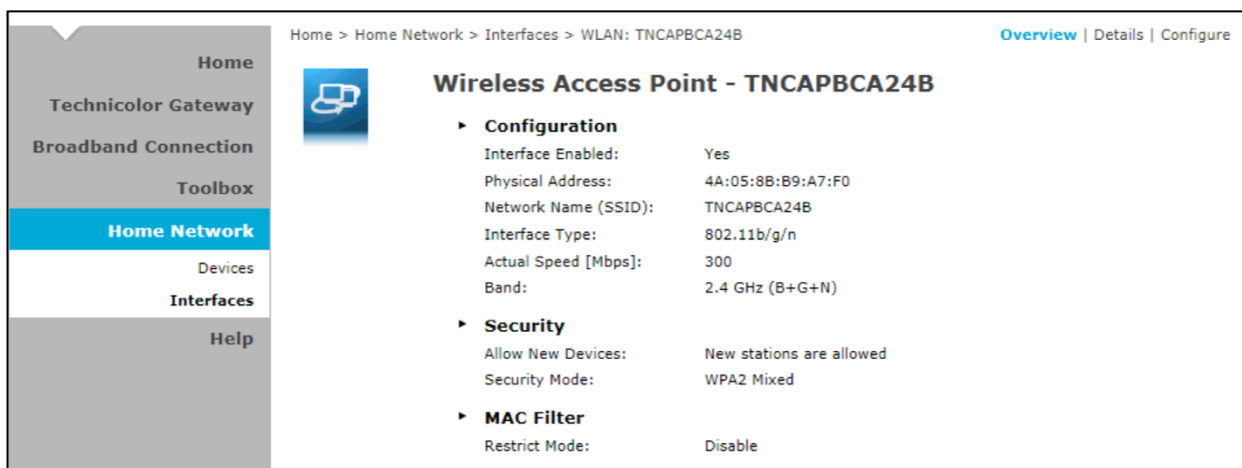 Home > Home Network > Interfaces > WLAN: TNCAPBCA24B
Overview | Details | Configure
Home
Technicolor Gateway
Broadband Connection
Toolbox
Home Network
Devices
Interfaces
Help
Wireless Access Point - TNCAPBCA24B
Configuration
Interface Enabled: Yes
Physical Address: 4A:05:8B:B9:A7:F0
Network Name (SSID): TNCAPBCA24B
Interface Type: 802.11b/g/n
Actual Speed [Mbps]: 300
Band: 2.4 GHz (B+G+N)
Security
Allow New Devices: New stations are allowed
Security Mode: WPA2 Mixed
MAC Filter
Restrict Mode: Disable